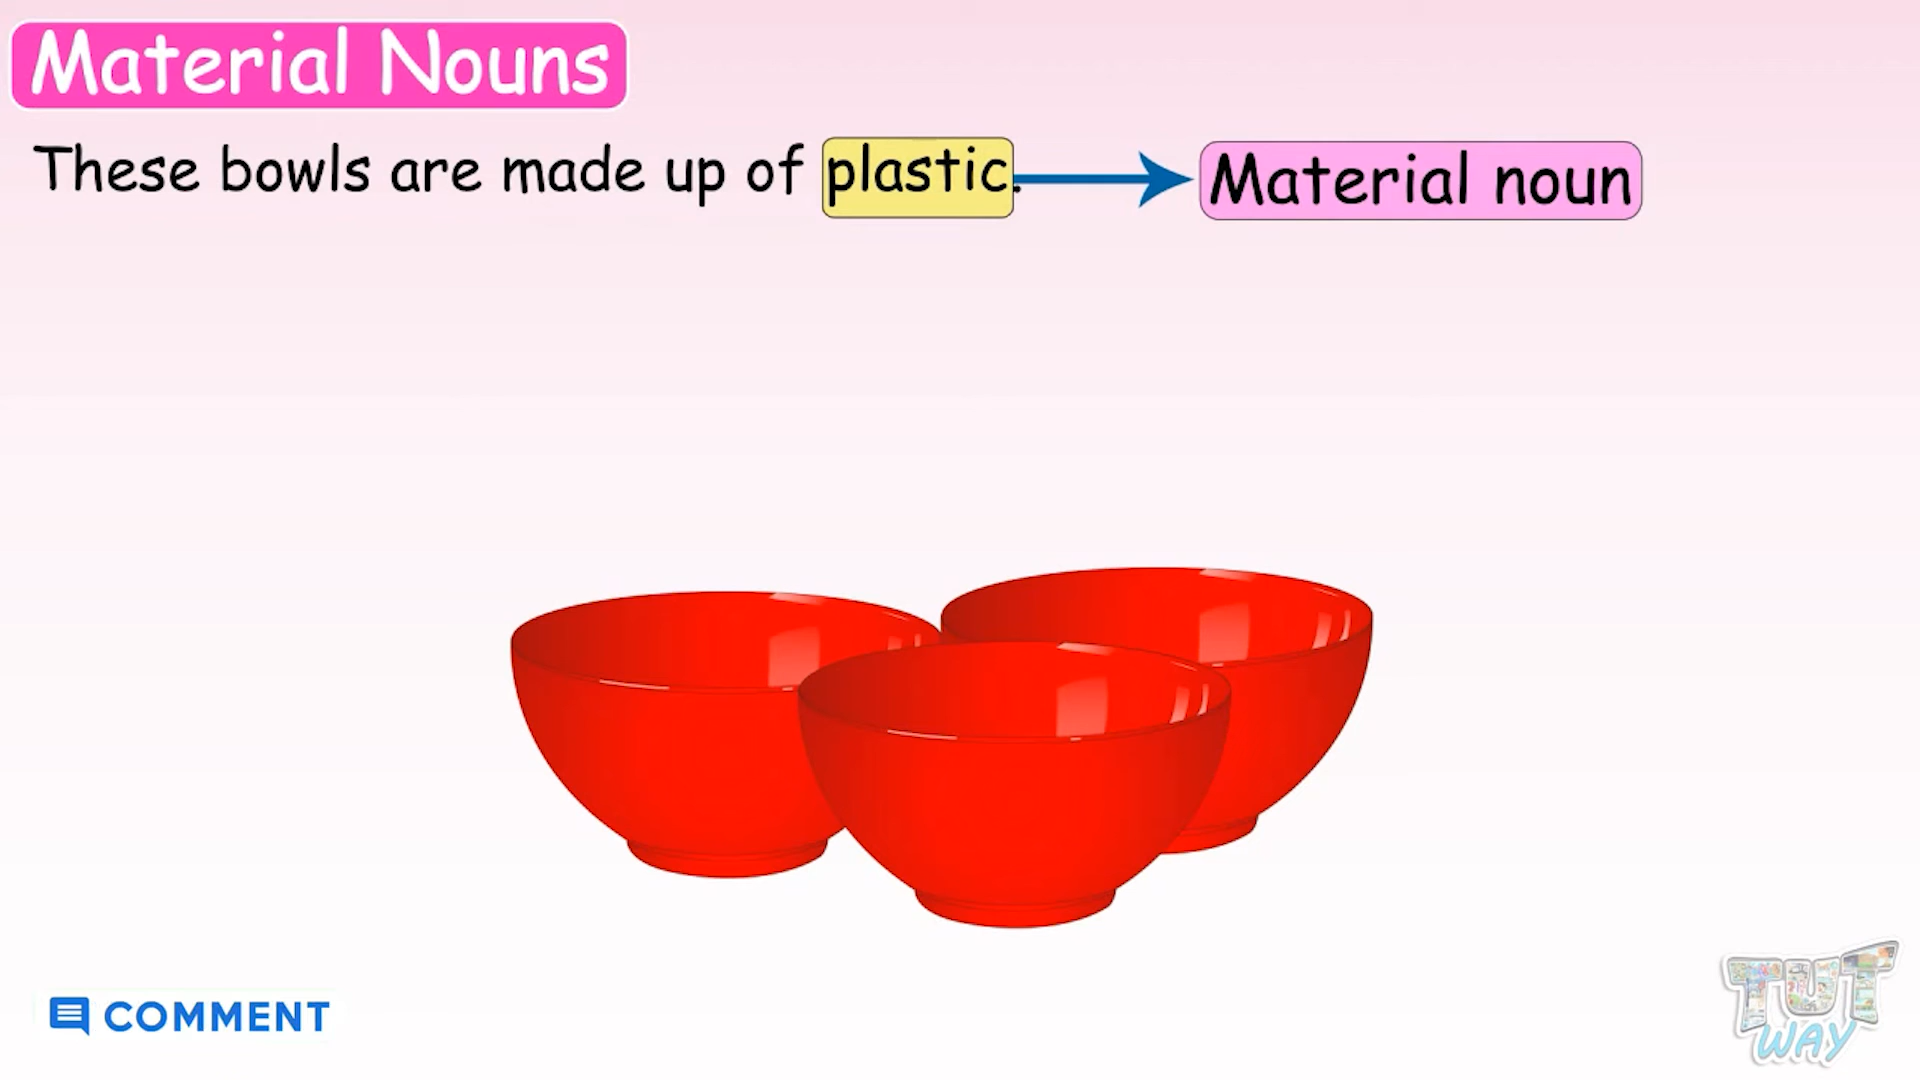 Material Nouns
These bowls are made up of plastic. Material noun
COMMENT
TUT
WAY